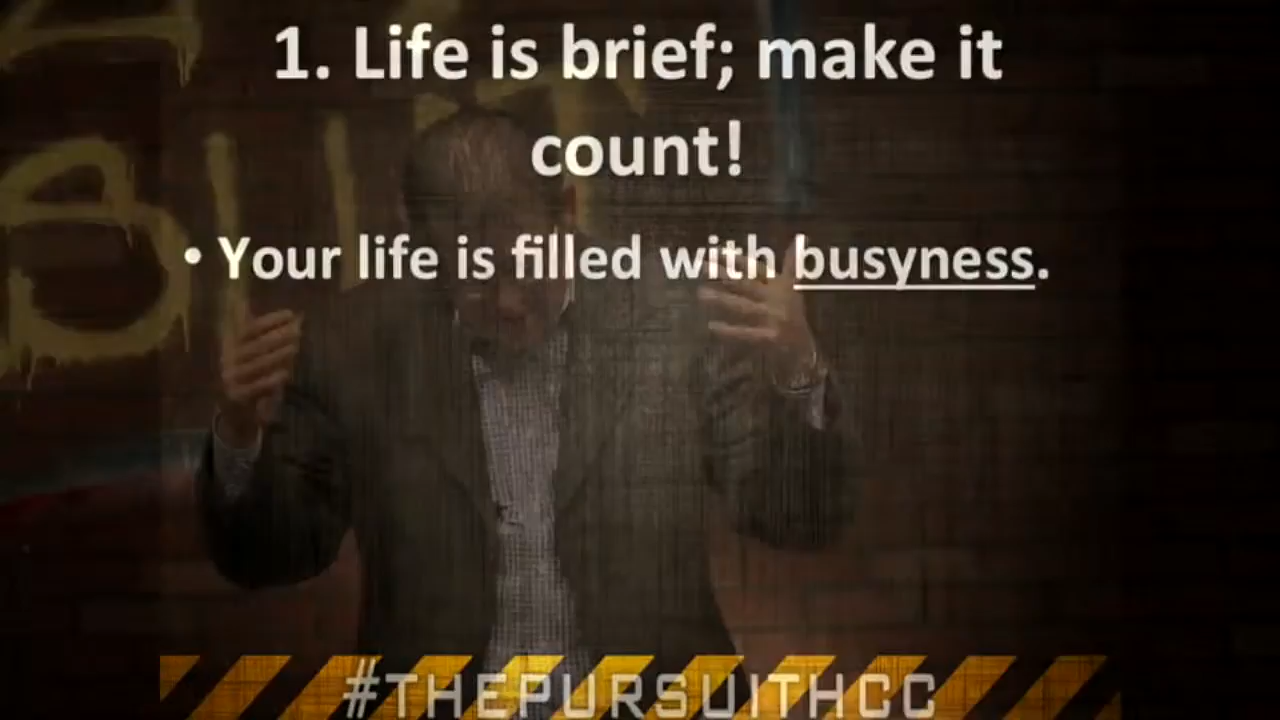 1. Life is brief; make it
count!
• Your life is filled with busyness.
#THEPURSUITHCC